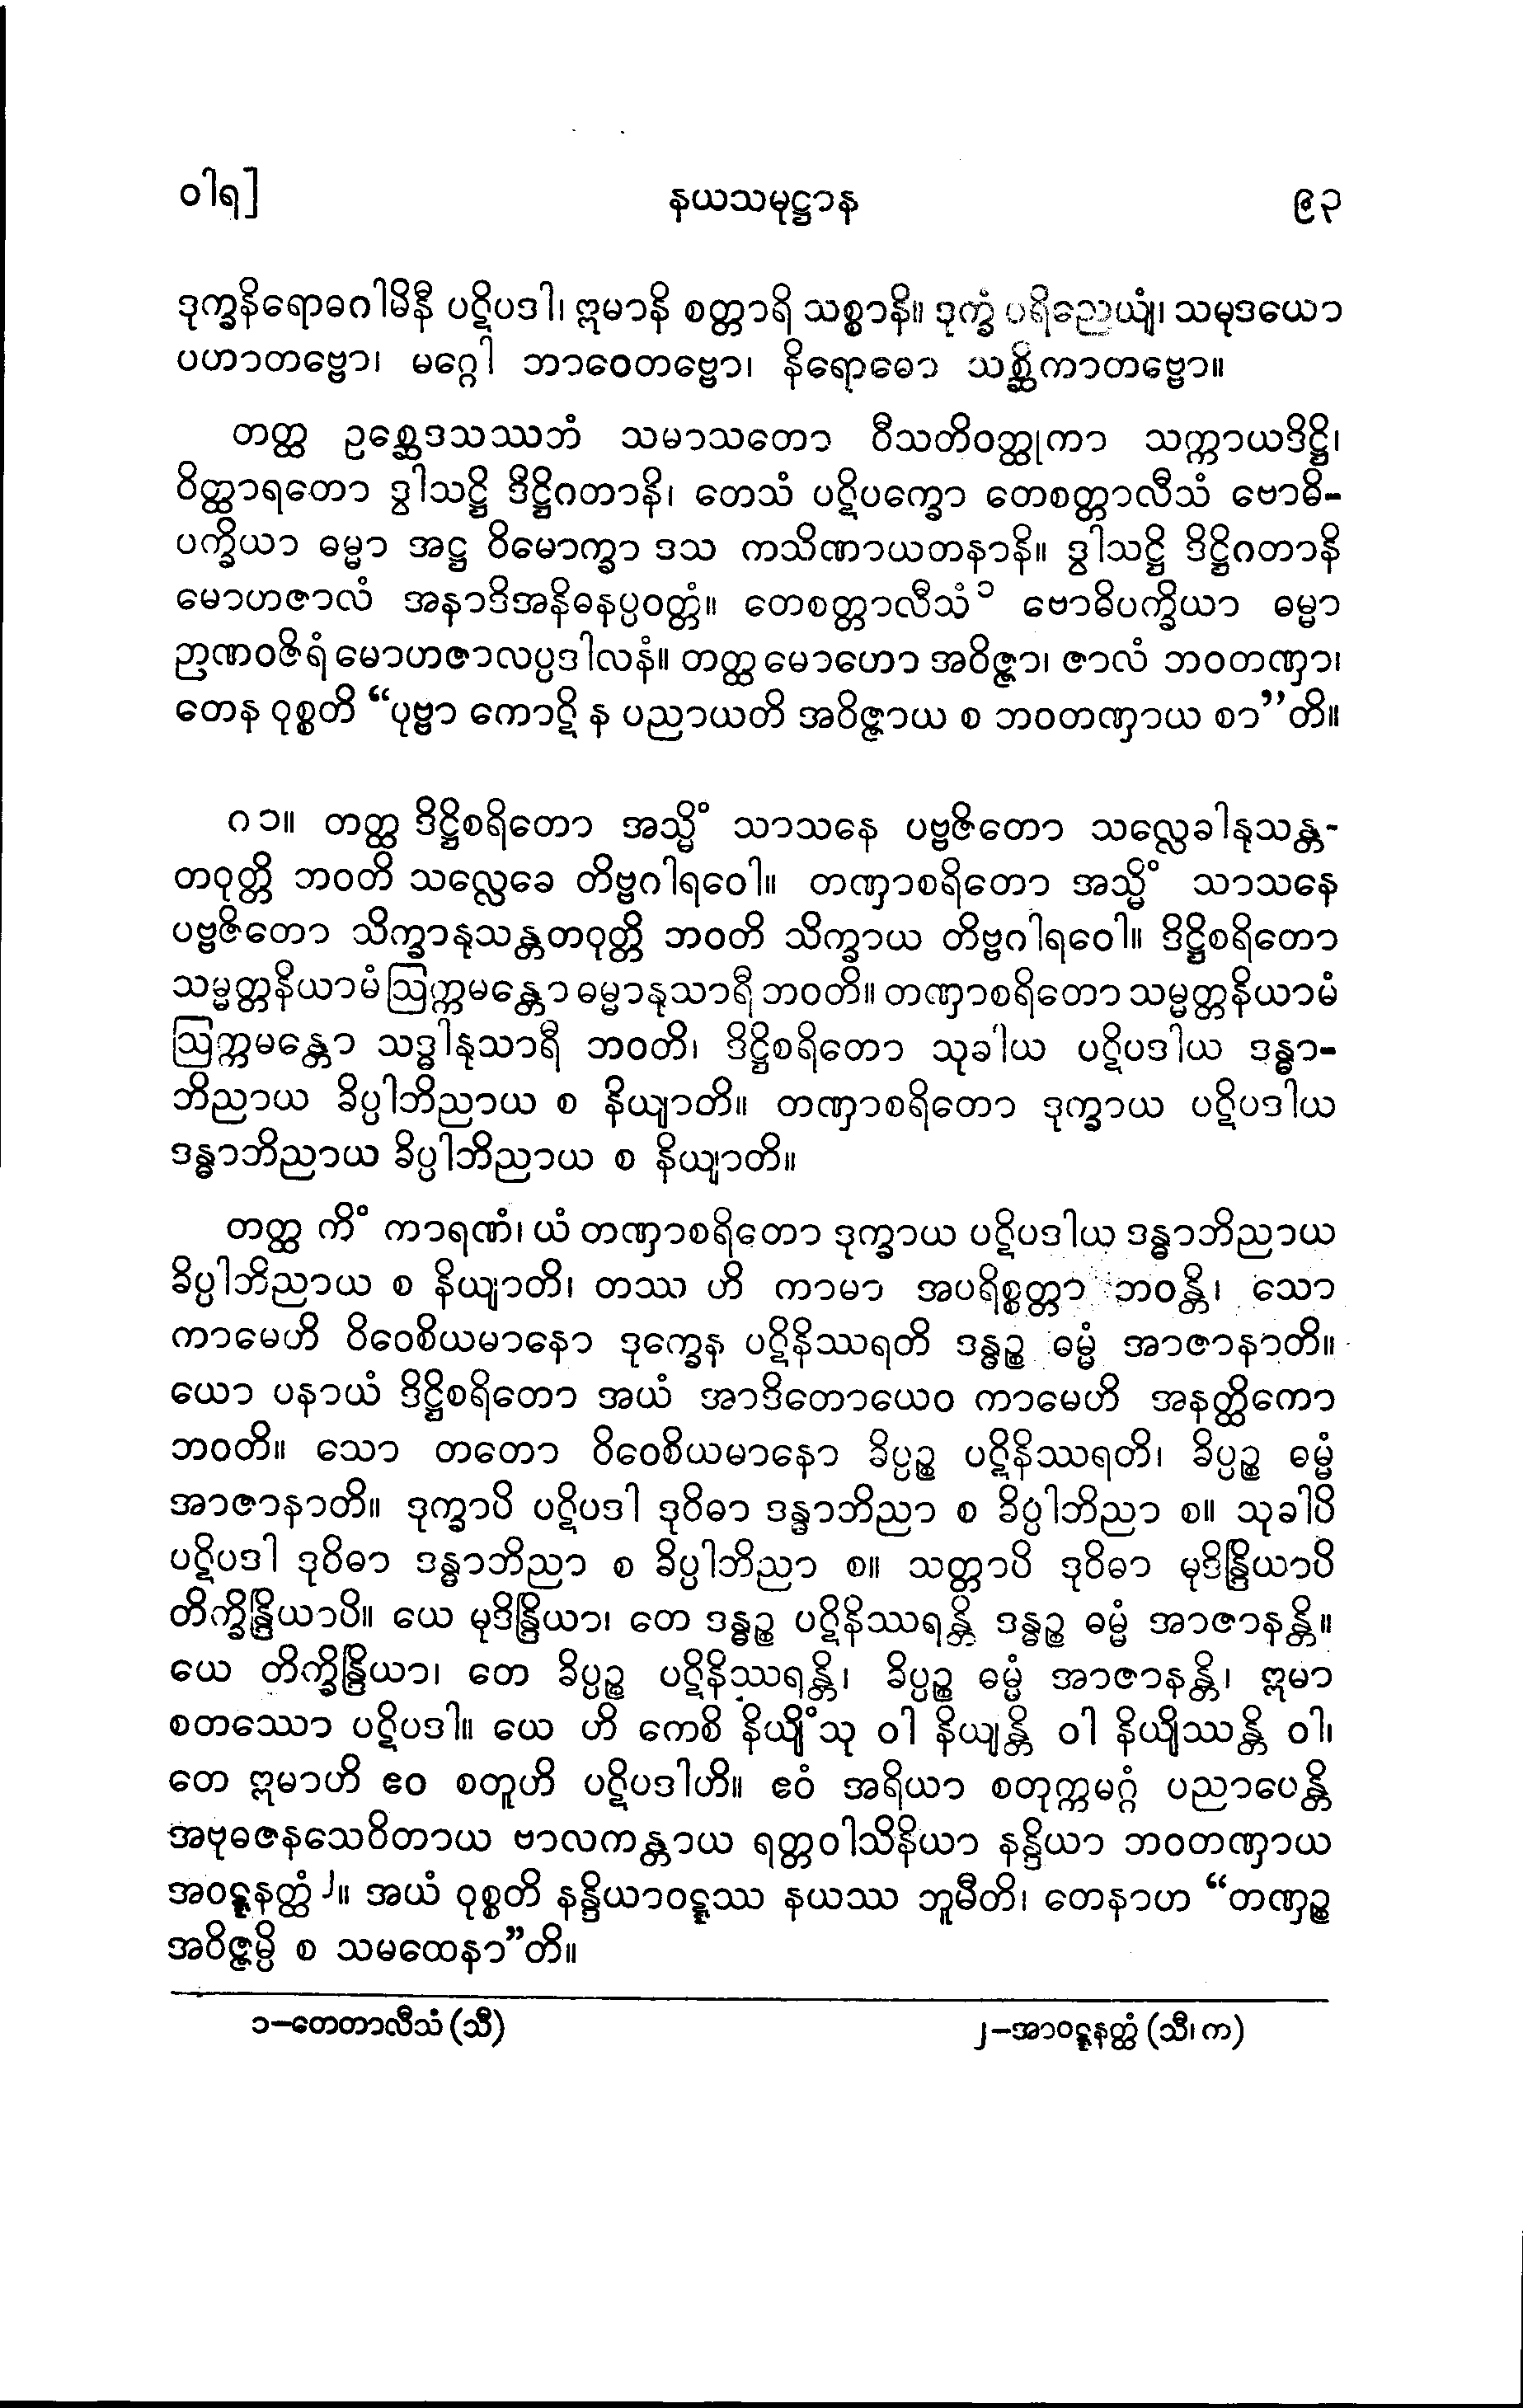 ဝါရ]
နယသမုဋ္ဌာန
၉၃
ဒုက္ခနိရောဓဂါမိနီ ပဋိပဒါ၊ ဣမာနိ စတ္တာရိ သစ္စာနိ။ ဒုက္ခံ ပရိညေယျံ၊ သမုဒယော
ပဟာတဗ္ဗော၊ မဂ္ဂေါ ဘာဝေတဗ္ဗော၊ နိရောဓော သစ္ဆိကာတဗ္ဗော။
တတ္ထ ဥစ္ဆေဒသဿတံ သမာသတော ဝီသတိဝတ္ထုကာ သက္ကာယဒိဋ္ဌိ၊
ဝိတ္ထာရတော ဒွါသဋ္ဌိ ဒိဋ္ဌိဂတာနိ၊ တေသံ ပဋိပက္ခော တေစတ္တာလီသံ ဗောဓိ-
ပက္ခိယာ ဓမ္မာ အဋ္ဌ ဝိမောက္ခာ ဒသ ကသိဏာယတနာနိ။ ဒွါသဋ္ဌိ ဒိဋ္ဌိဂတာနိ
မောဟဇာလံ အနာဒိအနိဓနပ္ပဝတ္တံ။ တေစတ္တာလီသံ၁ ဗောဓိပက္ခိယာ ဓမ္မာ
ဉာဏဝဇိရံ မောဟဇာလပ္ပဒါလနံ။ တတ္ထ မောဟော အဝိဇ္ဇာ၊ ဇာလံ ဘဝတဏှာ၊
တေန ဝုစ္စတိ “ပုဗ္ဗာ ကောဋိ န ပညာယတိ အဝိဇ္ဇာယ စ ဘဝတဏှာယ စာ”တိ။
၈၁။ တတ္ထ ဒိဋ္ဌိစရိတော အသ္မိံ သာသနေ ပဗ္ဗဇိတော သလ္လေခါနုသန္တ-
တဝုတ္တိ ဘဝတိ သလ္လေခေ တိဗ္ဗဂါရဝေါ။ တဏှာစရိတော အသ္မိံ သာသနေ
ပဗ္ဗဇိတော သိက္ခာနုသန္တတဝုတ္တိ ဘဝတိ သိက္ခာယ တိဗ္ဗဂါရဝေါ။ ဒိဋ္ဌိစရိတော
သမ္မတ္တနိယာမံ ဩက္ကမန္တော ဓမ္မာနုသာရီ ဘဝတိ။ တဏှာစရိတော သမ္မတ္တနိယာမံ
ဩက္ကမန္တော သဒ္ဓါနုသာရီ ဘဝတိ၊ ဒိဋ္ဌိစရိတော သုခါယ ပဋိပဒါယ ဒန္ဓာ-
ဘိညာယ ခိပ္ပါဘိညာယ စ နိယျာတိ။ တဏှာစရိတော ဒုက္ခာယ ပဋိပဒါယ
ဒန္ဓာဘိညာယ ခိပ္ပါဘိညာယ စ နိယျာတိ။
တတ္ထ ကိံ ကာရဏံ၊ ယံ တဏှာစရိတော ဒုက္ခာယ ပဋိပဒါယ ဒန္ဓာဘိညာယ
ခိပ္ပါဘိညာယ စ နိယျာတိ၊ တဿ ဟိ ကာမာ အပရိစ္စတ္တာ ဘဝန္တိ၊ သော
ကာမေဟိ ဝိဝေစိယမာနော ဒုက္ခေန ပဋိနိဿရတိ ဒန္ဓဉ္စ ဓမ္မံ အာဇာနာတိ။
ယော ပနာယံ ဒိဋ္ဌိစရိတော အယံ အာဒိတောယေဝ ကာမေဟိ အနတ္ထိကော
ဘဝတိ။ သော တတော ဝိဝေစိယမာနော ခိပ္ပဉ္စ ပဋိနိဿရတိ၊ ခိပ္ပဉ္စ ဓမ္မံ
အာဇာနာတိ။ ဒုက္ခာပိ ပဋိပဒါ ဒုဝိဓာ ဒန္ဓာဘိညာ စ ခိပ္ပါဘိညာ စ။ သုခါပိ
ပဋိပဒါ ဒုဝိဓာ ဒန္ဓာဘိညာ စ ခိပ္ပါဘိညာ စ။ သတ္တာပိ ဒုဝိဓာ မုဒိန္ဒြိယာပိ
တိက္ခိန္ဒြိယာပိ။ ယေ မုဒိန္ဒြိယာ၊ တေ ဒန္ဓဉ္စ ပဋိနိဿရန္တိ ဒန္ဓဉ္စ ဓမ္မံ အာဇာနန္တိ။
ယေ တိက္ခိန္ဒြိယာ၊ တေ ခိပ္ပဉ္စ ပဋိနိဿရန္တိ၊ ခိပ္ပဉ္စ ဓမ္မံ အာဇာနန္တိ၊ ဣမာ
စတဿော ပဋိပဒါ။ ယေ ဟိ ကေစိ နိယျိံသု ဝါ နိယျန္တိ ဝါ နိယျိဿန္တိ ဝါ၊
တေ ဣမာဟိ ဧဝ စတူဟိ ပဋိပဒါဟိ။ ဧဝံ အရိယာ စတုက္ကမဂ္ဂံ ပညာပေန္တိ
အဗုဓဇနသေဝိတာယ ဗာလကန္တာယ ရတ္တဝါသိနိယာ နန္ဒိယာ ဘဝတဏှာယ
အဝဋ္ဋနတ္ထံ၂။ အယံ ဝုစ္စတိ နန္ဒိယာဝဋ္ဋဿ နယဿ ဘူမီတိ၊ တေနာဟ “တဏှဉ္စ
အဝိဇ္ဇမ္ပိ စ သမထေနာ”တိ။
၁-တေတာလီသံ (သီ)
၂-အာဝဋ္ဋနတ္ထံ (သီ၊ က)